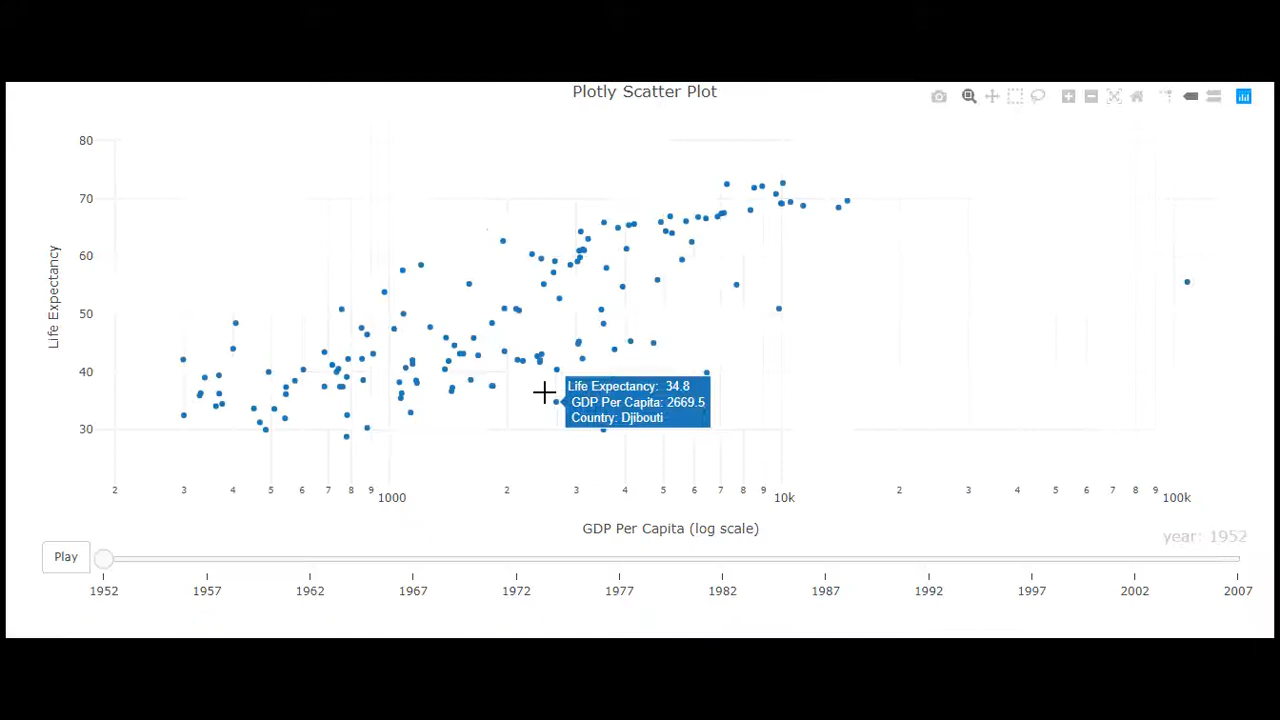 Plotly Scatter Plot
80
70
60
50
40
30
Life Expectancy
Life Expectancy: 34.8
GDP Per Capita: 2669.5
Country: Djibouti
2 3 4 5 6 7 8 9 1000 2 3 4 5 6 7 8 9 10k 2 3 4 5 6 7 8 9 100k
GDP Per Capita (log scale)
year: 1952
Play
1952 1957 1962 1967 1972 1977 1982 1987 1992 1997 2002 2007